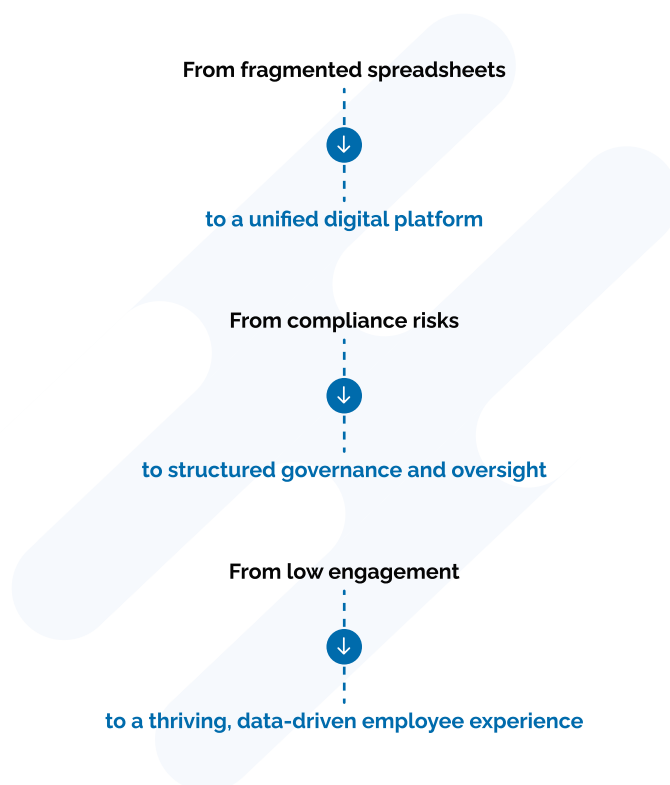 From fragmented spreadsheets
to a unified digital platform
From compliance risks
to structured governance and oversight
From low engagement
to a thriving, data-driven employee experience